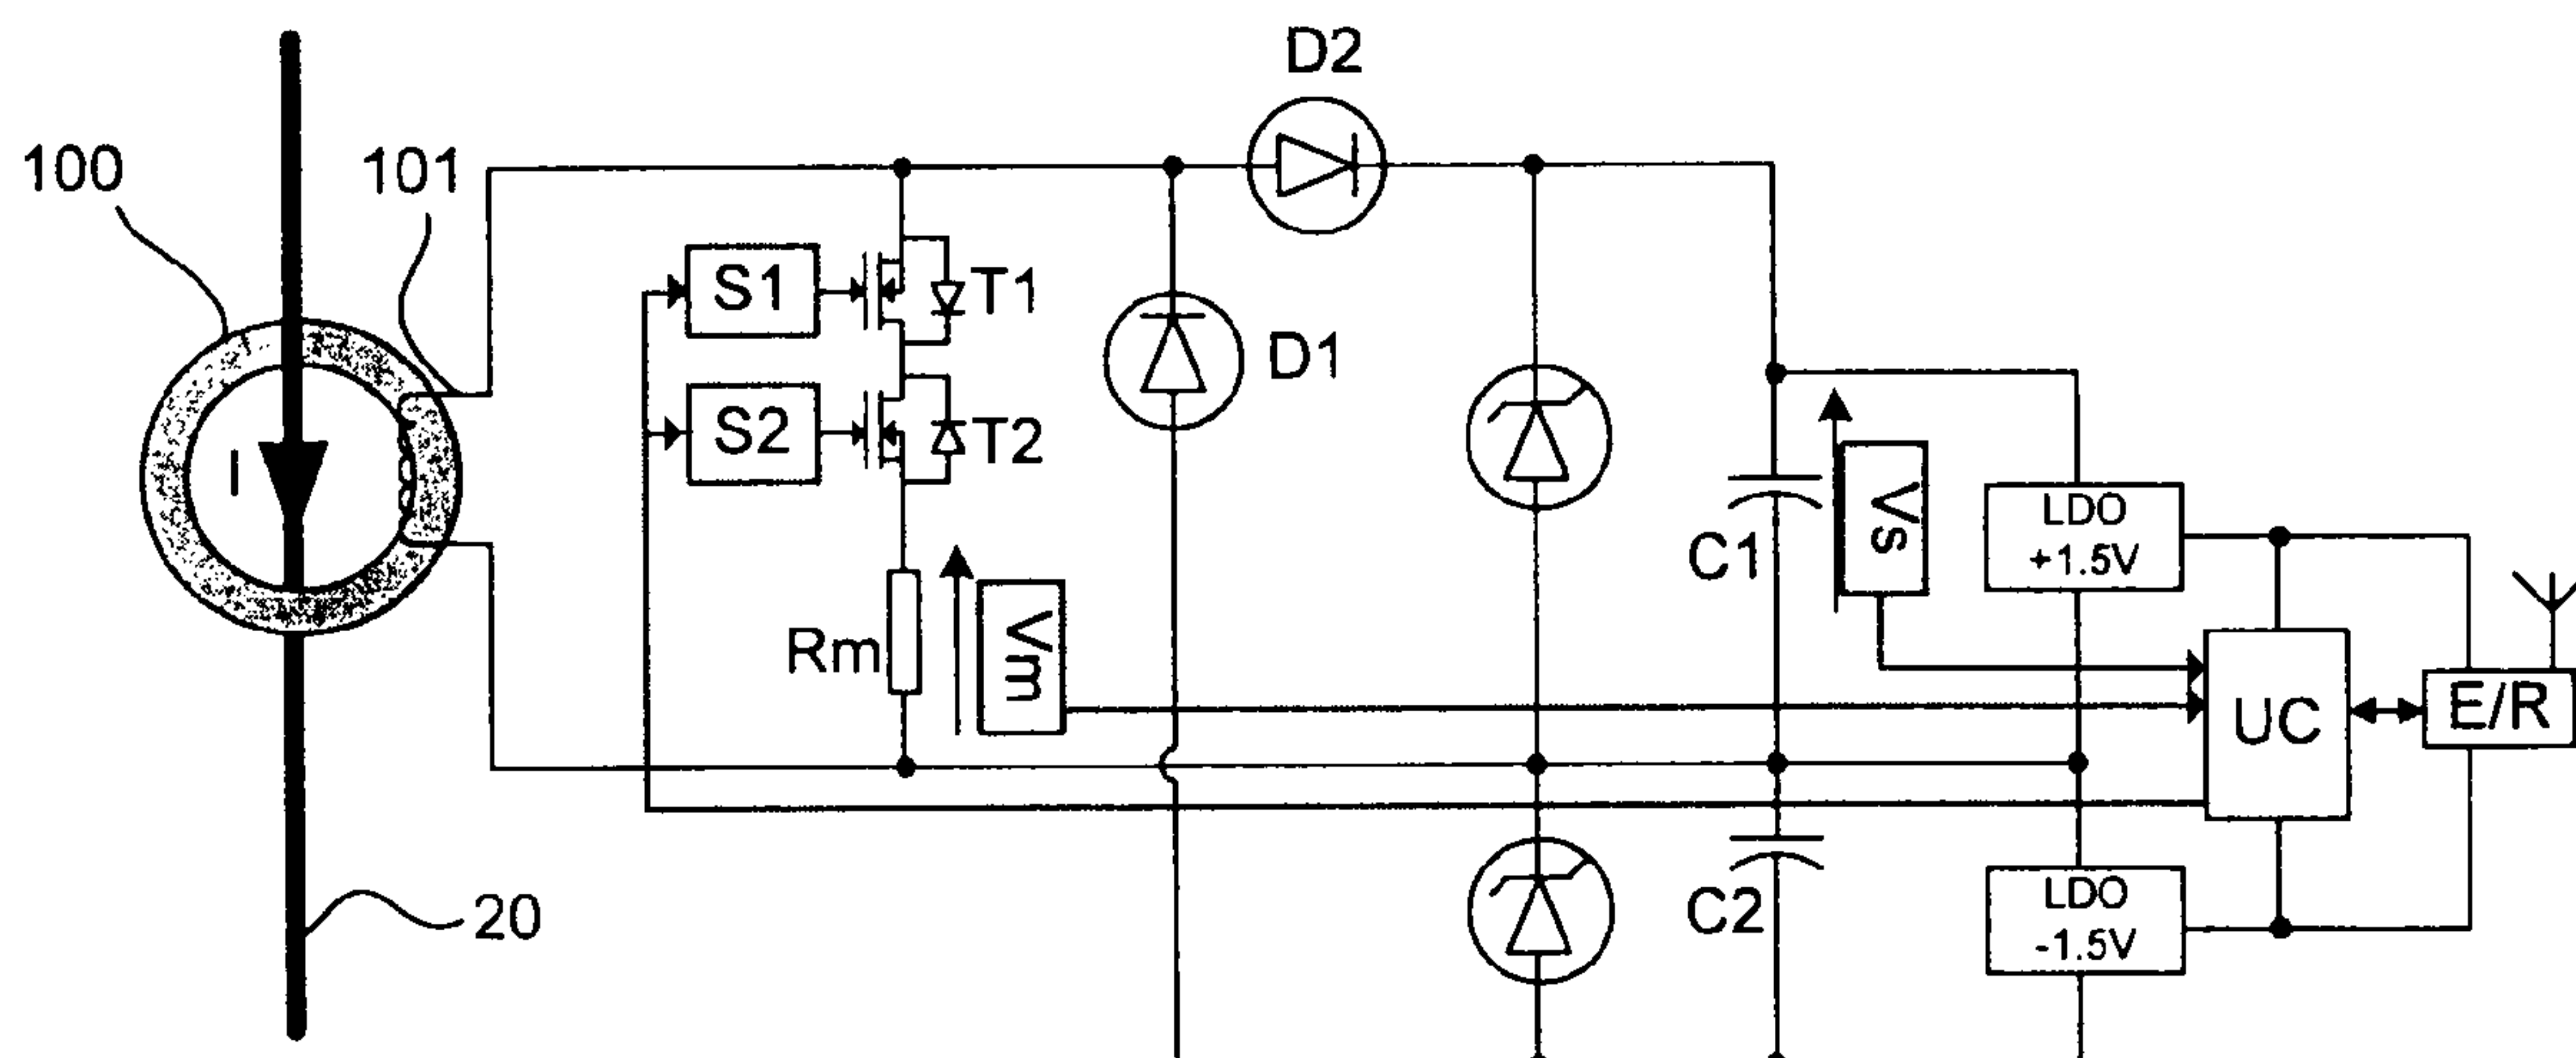 D2
100
101
S1
T1
D1
S2
T2
I
Vs
LDO
+1.5V
C1
Rm
Vm
UC
E/R
C2
LDO
-1.5V
20